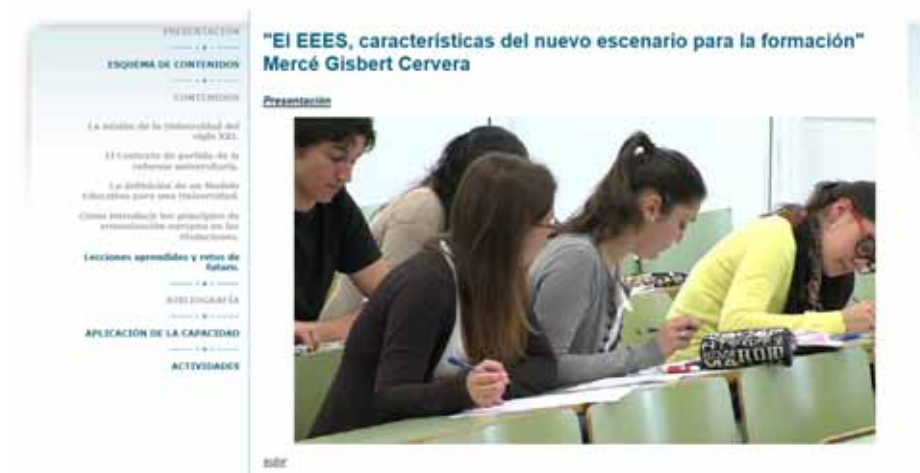 PRESENTACIÓN
ESQUEMA DE CONTENIDOS
CONTENIDOS
La misión de la Universidad del
siglo XXI.
El Contexto de partida de la
reforma universitaria.
La definición de un Modelo
Educativo para una Universidad.
Cómo introducir los principios de
armonización europea en las
titulaciones.
Lecciones aprendidas y retos de
futuro.
BIBLIOGRAFÍA
APLICACIÓN DE LA CAPACIDAD
ACTIVIDADES
"El EEES, características del nuevo escenario para la formación"
Mercé Gisbert Cervera
Presentación
subir